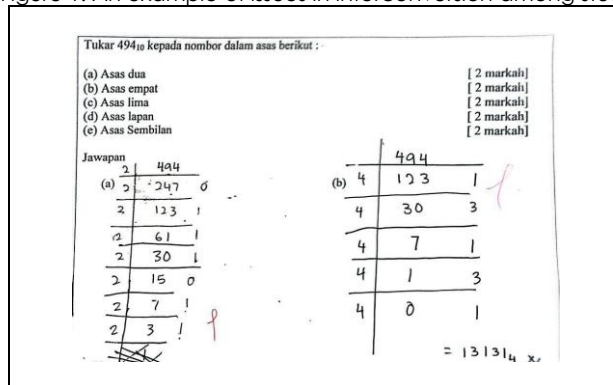 Tukar 494₁₀ kepada nombor dalam asas berikut :
(a) Asas dua [ 2 markah]
(b) Asas empat [ 2 markah]
(c) Asas lima [ 2 markah]
(d) Asas lapan [ 2 markah]
(e) Asas Sembilan [ 2 markah]
Jawapan
(a)
2 494
2 247 0
2 123 1
2 61 1
2 30 1
2 15 0
2 7 1
2 3 1
(b)
494
4 123 1
4 30 3
4 7 1
4 1 3
4 0 1
= 13131₄ x